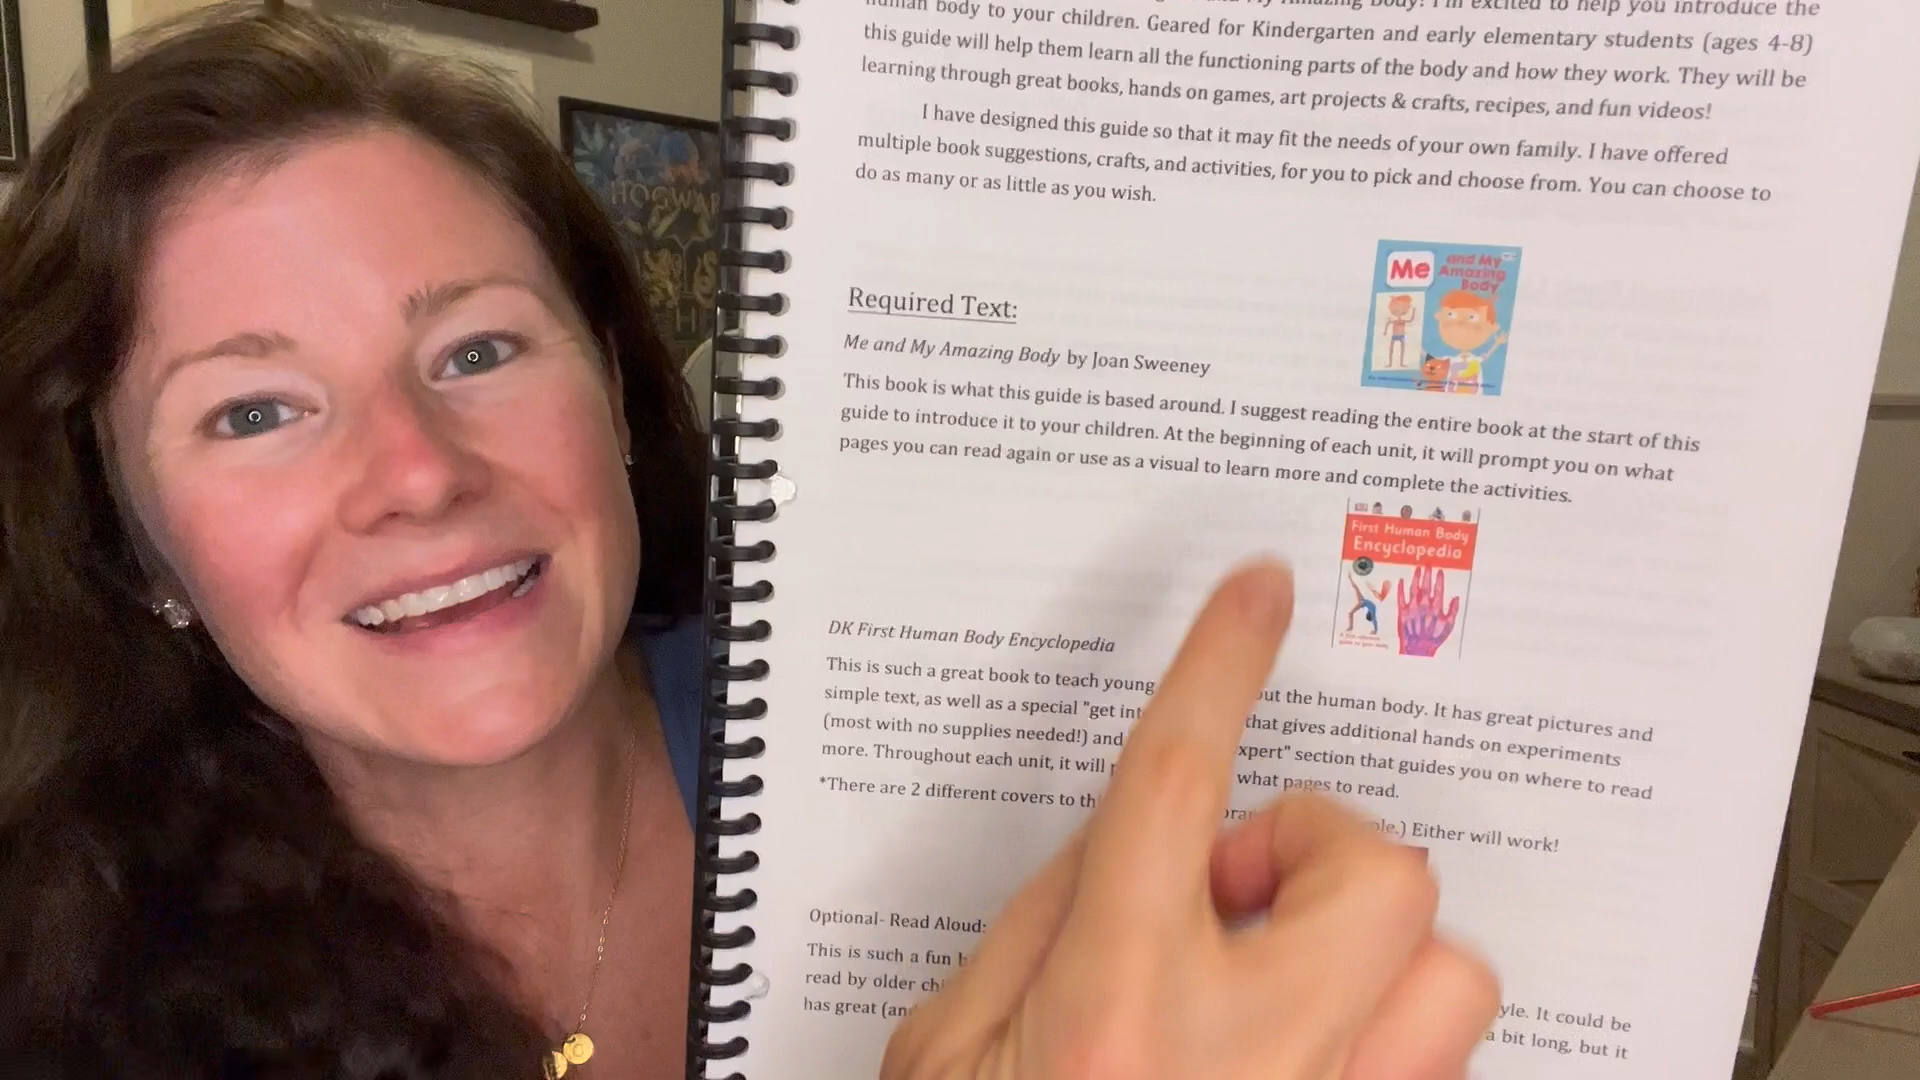 human body to your children. Geared for Kindergarten and early elementary students (ages 4-8)
this guide will help them learn all the functioning parts of the body and how they work. They will be
learning through great books, hands on games, art projects & crafts, recipes, and fun videos!
I have designed this guide so that it may fit the needs of your own family. I have offered
multiple book suggestions, crafts, and activities, for you to pick and choose from. You can choose to
do as many or as little as you wish.
Me and My
Amazing
Body
Required Text:
Me and My Amazing Body by Joan Sweeney
This book is what this guide is based around. I suggest reading the entire book at the start of this
guide to introduce it to your children. At the beginning of each unit, it will prompt you on what
pages you can read again or use as a visual to learn more and complete the activities.
First Human Body
Encyclopedia
DK First Human Body Encyclopedia
This is such a great book to teach young the human body. It has great pictures and
simple text, as well as a special "get that gives additional hands on experiments
(most with no supplies needed!) and section that guides you on where to read
more. Throughout each unit, it will what pages to read.
*There are 2 different covers to Either will work!
Optional- Read Aloud:
This is such a fun It could be
read by older a bit long, but it
has great